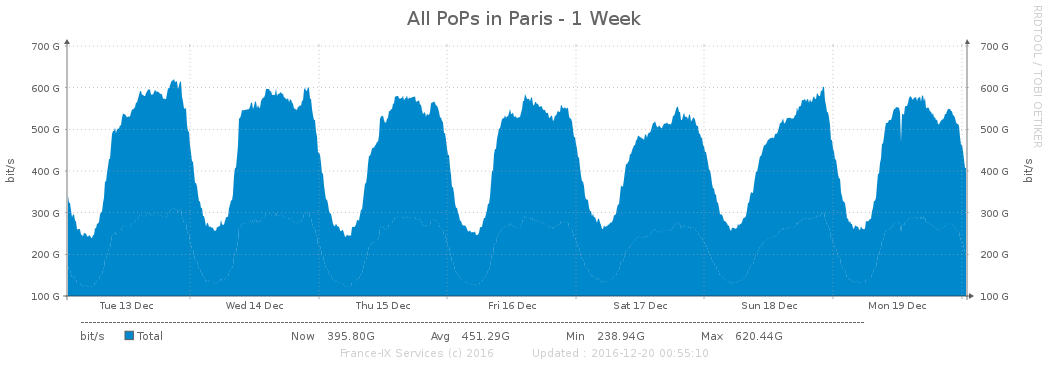 All PoPs in Paris - 1 Week
RRDTOOL / TOBI OETIKER
bit/s
700 G 700 G
600 G 600 G
500 G 500 G
400 G 400 G
300 G 300 G
200 G 200 G
100 G 100 G
bit/s
Tue 13 Dec Wed 14 Dec Thu 15 Dec Fri 16 Dec Sat 17 Dec Sun 18 Dec Mon 19 Dec
bit/s Total Now 395.80G Avg 451.29G Min 238.94G Max 620.44G
France-IX Services (c) 2016 Updated : 2016-12-20 00:55:10